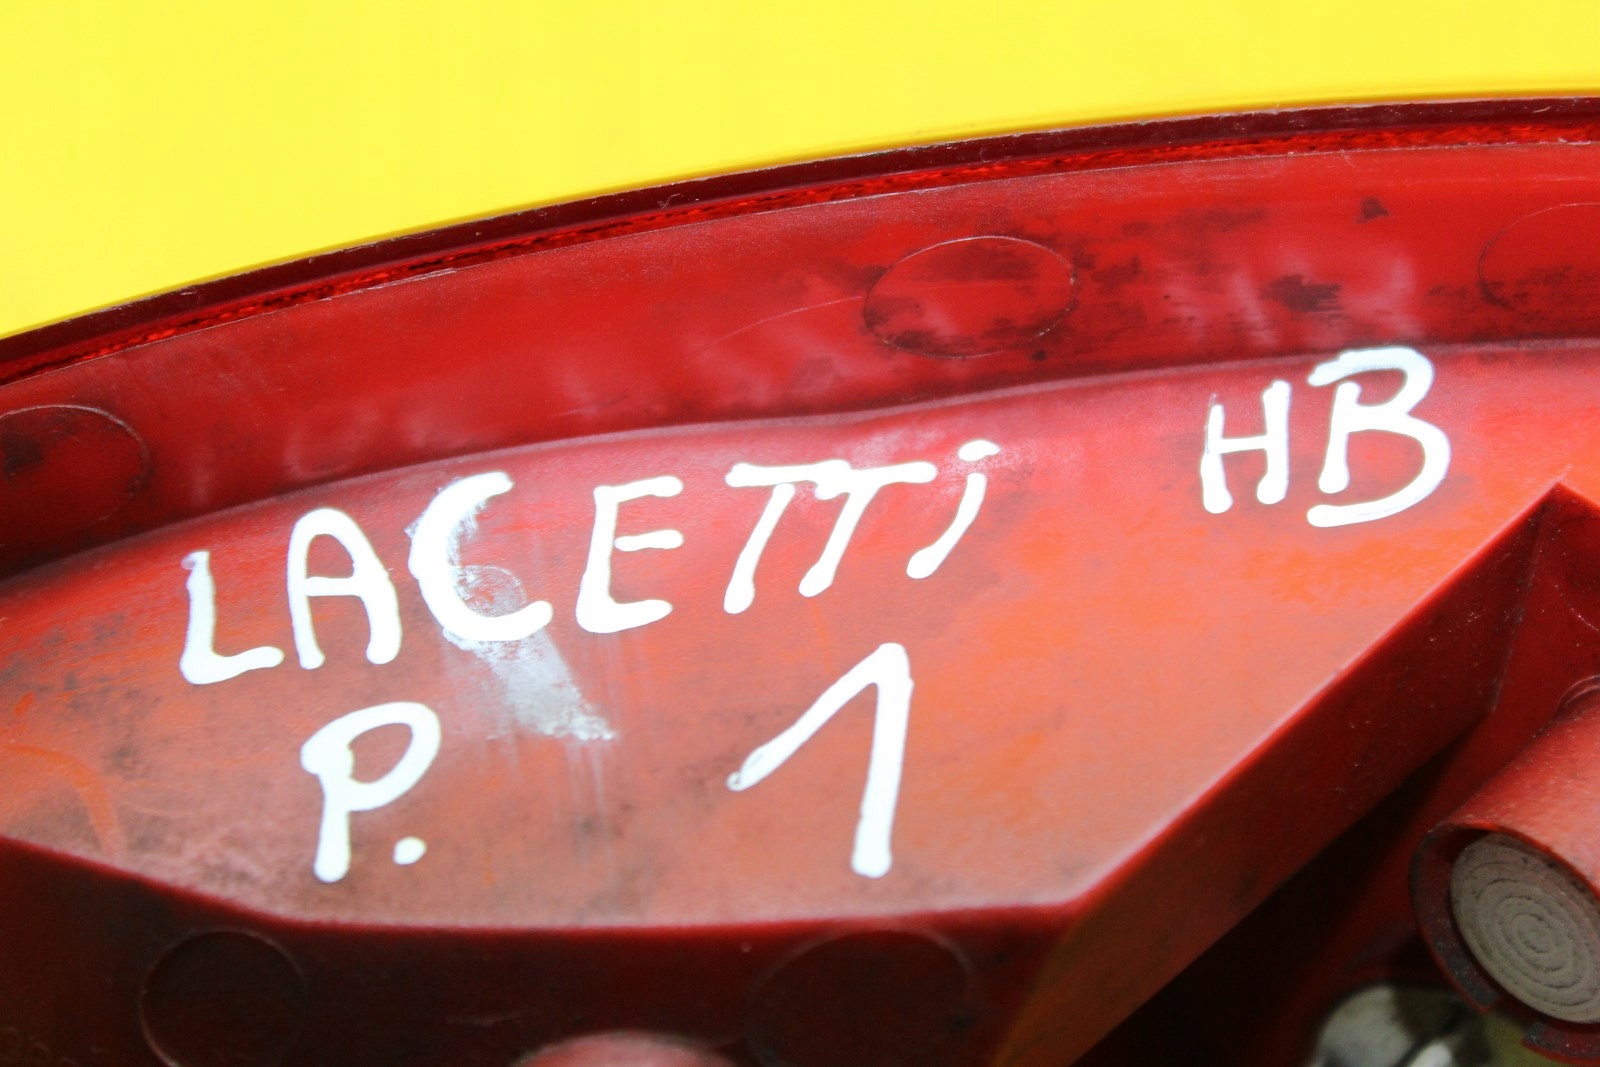 LACETTi HB
P. 1